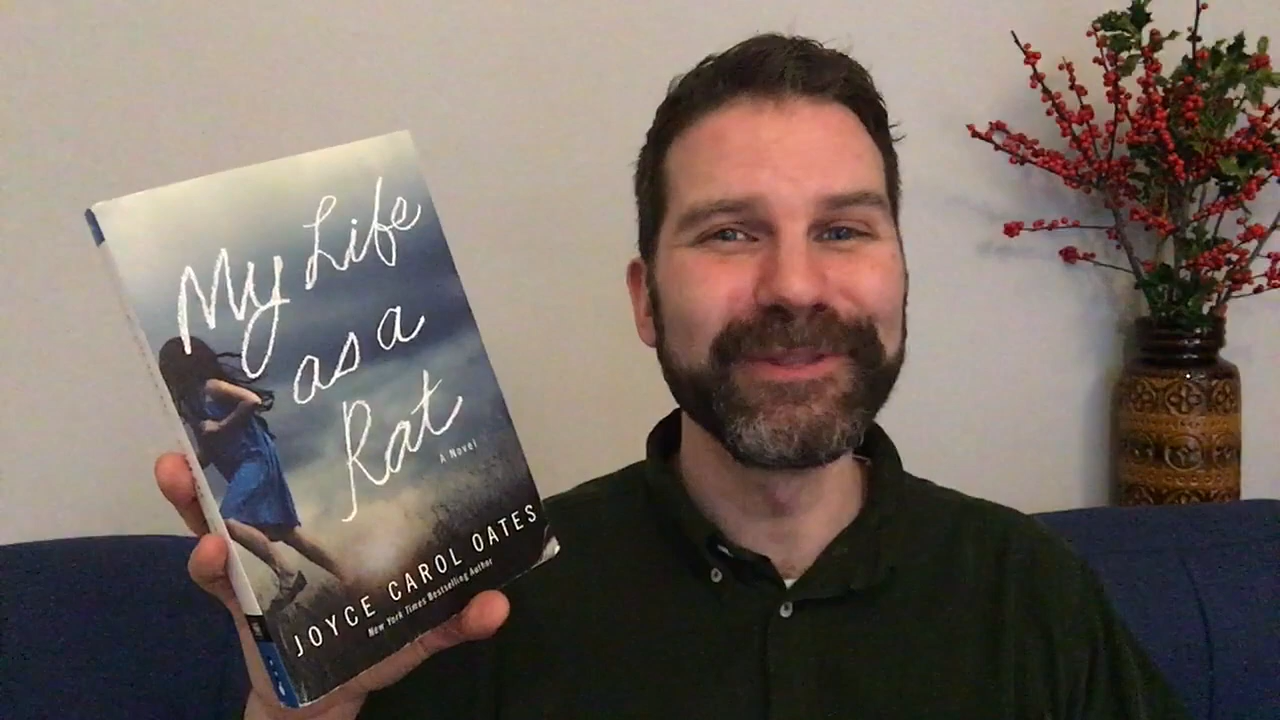 My Life
as a
Rat
A Novel
JOYCE CAROL OATES
New York Times Bestselling Author